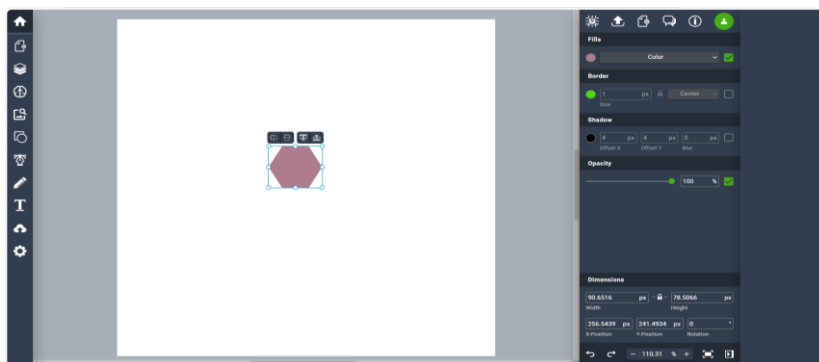 Fills
Color
Border
1 px Center
Size
Shadow
4 px 4 px 0 px
Offset X Offset Y Blur
Opacity
100 %
Dimensions
90.6516 px 78.5066 px
Width Height
256.5439 px 241.4934 px 0 °
X-Position Y-Position Rotation
110.31 %
T